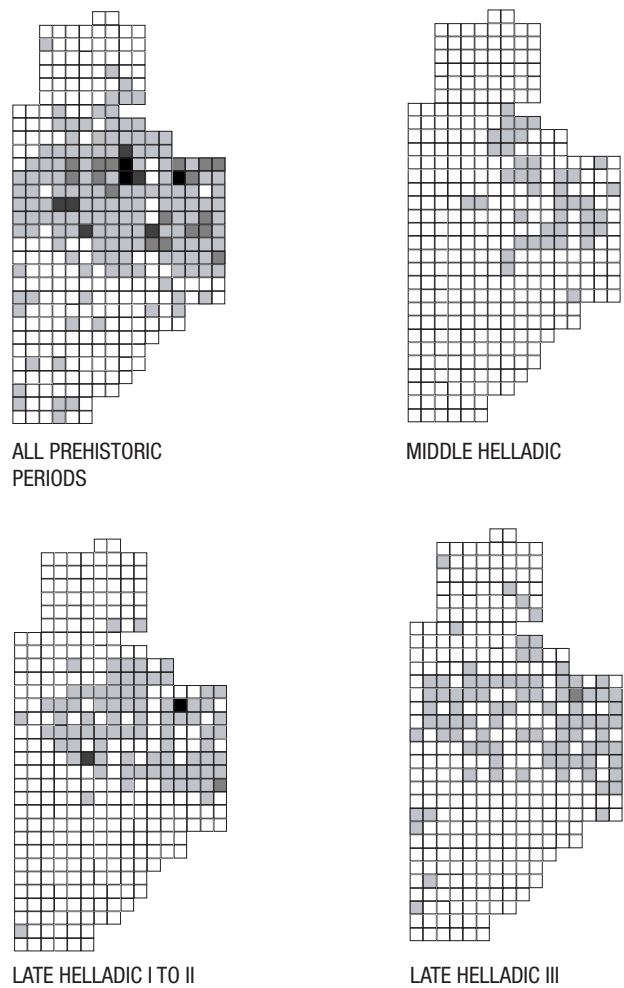 ALL PREHISTORIC
PERIODS
MIDDLE HELLADIC
LATE HELLADIC I TO II
LATE HELLADIC III